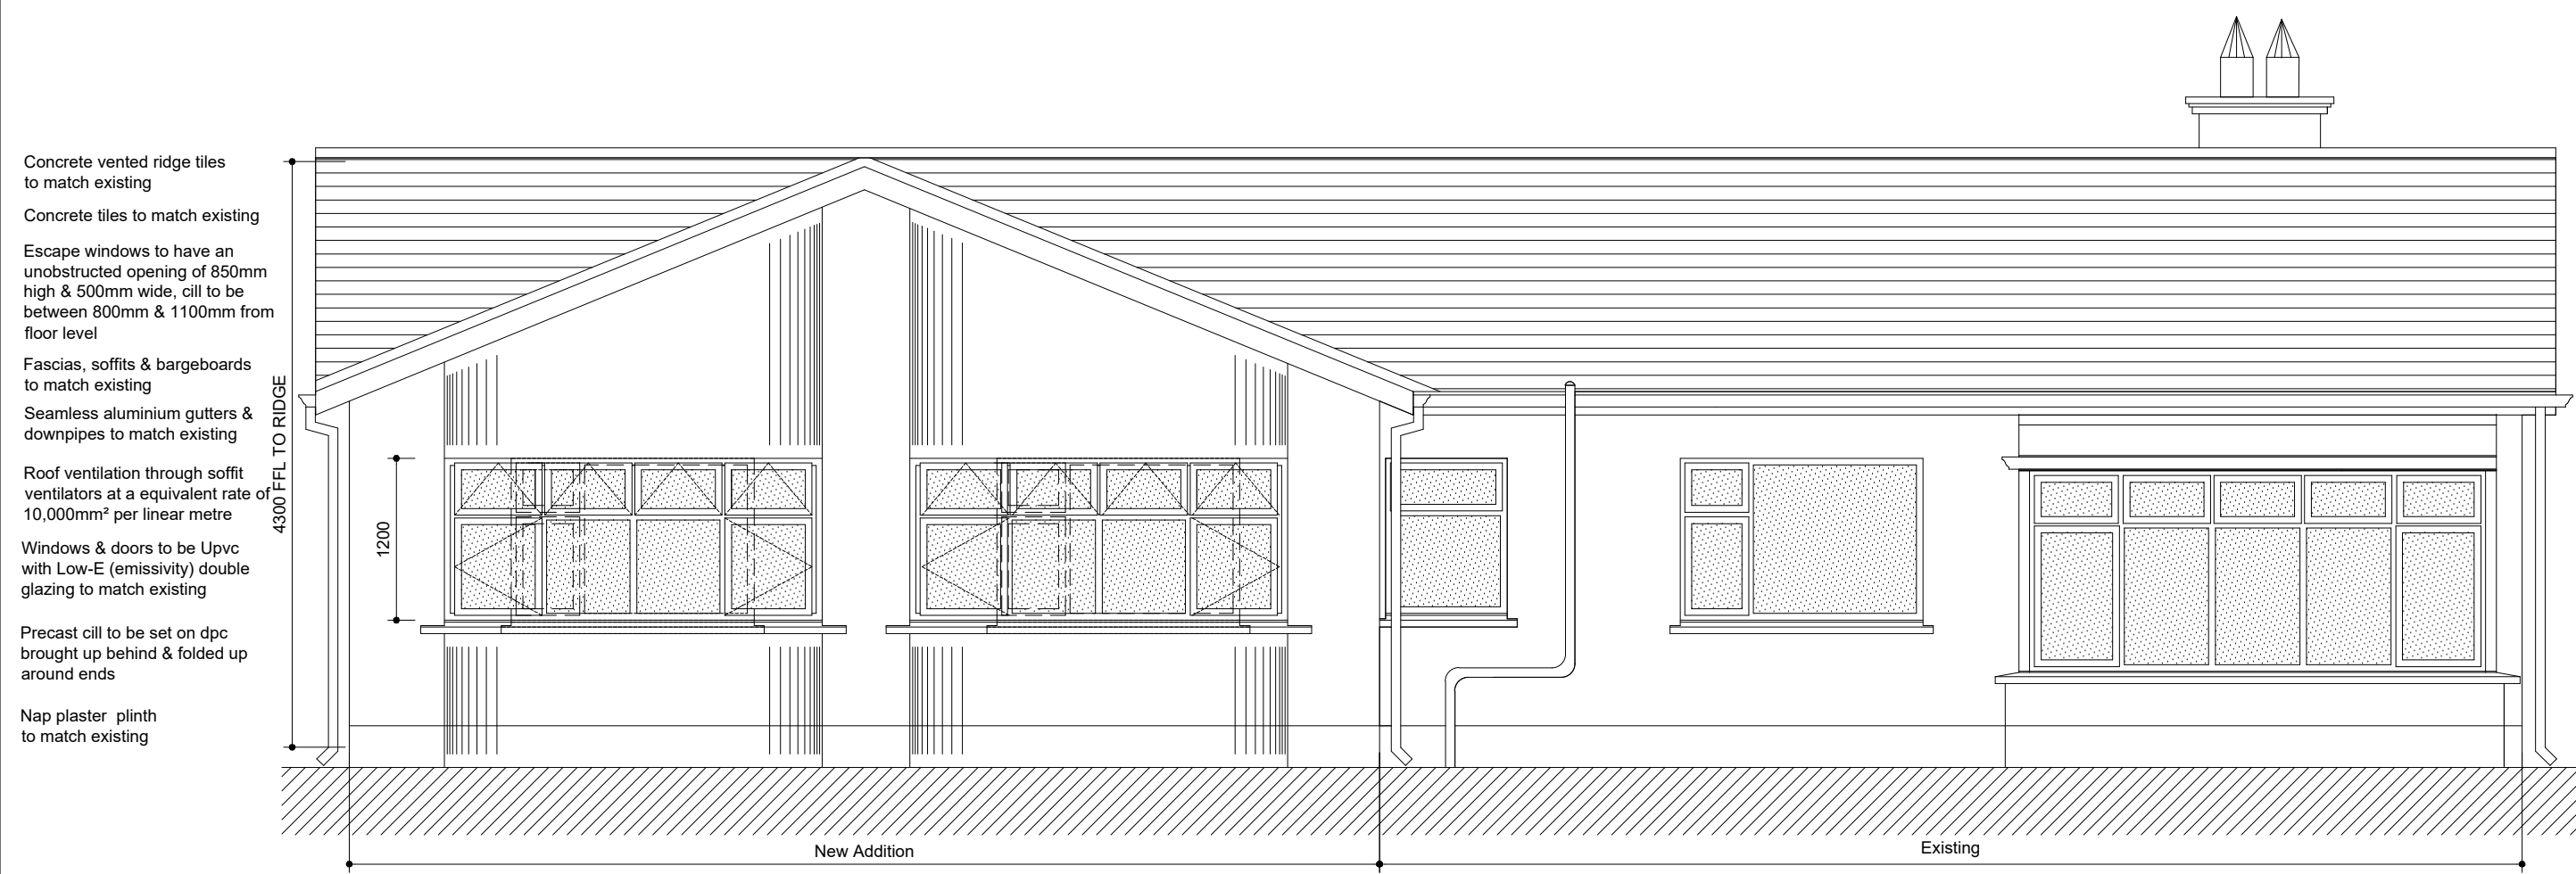 Concrete vented ridge tiles
to match existing
Concrete tiles to match existing
Escape windows to have an
unobstructed opening of 850mm
high & 500mm wide, cill to be
between 800mm & 1100mm from
floor level
Fascias, soffits & bargeboards
to match existing
Seamless aluminium gutters &
downpipes to match existing
Roof ventilation through soffit
ventilators at a equivalent rate of
10,000mm² per linear metre
Windows & doors to be Upvc
with Low-E (emissivity) double
glazing to match existing
Precast cill to be set on dpc
brought up behind & folded up
around ends
Nap plaster plinth
to match existing
4300 FFL TO RIDGE
1200
New Addition
Existing